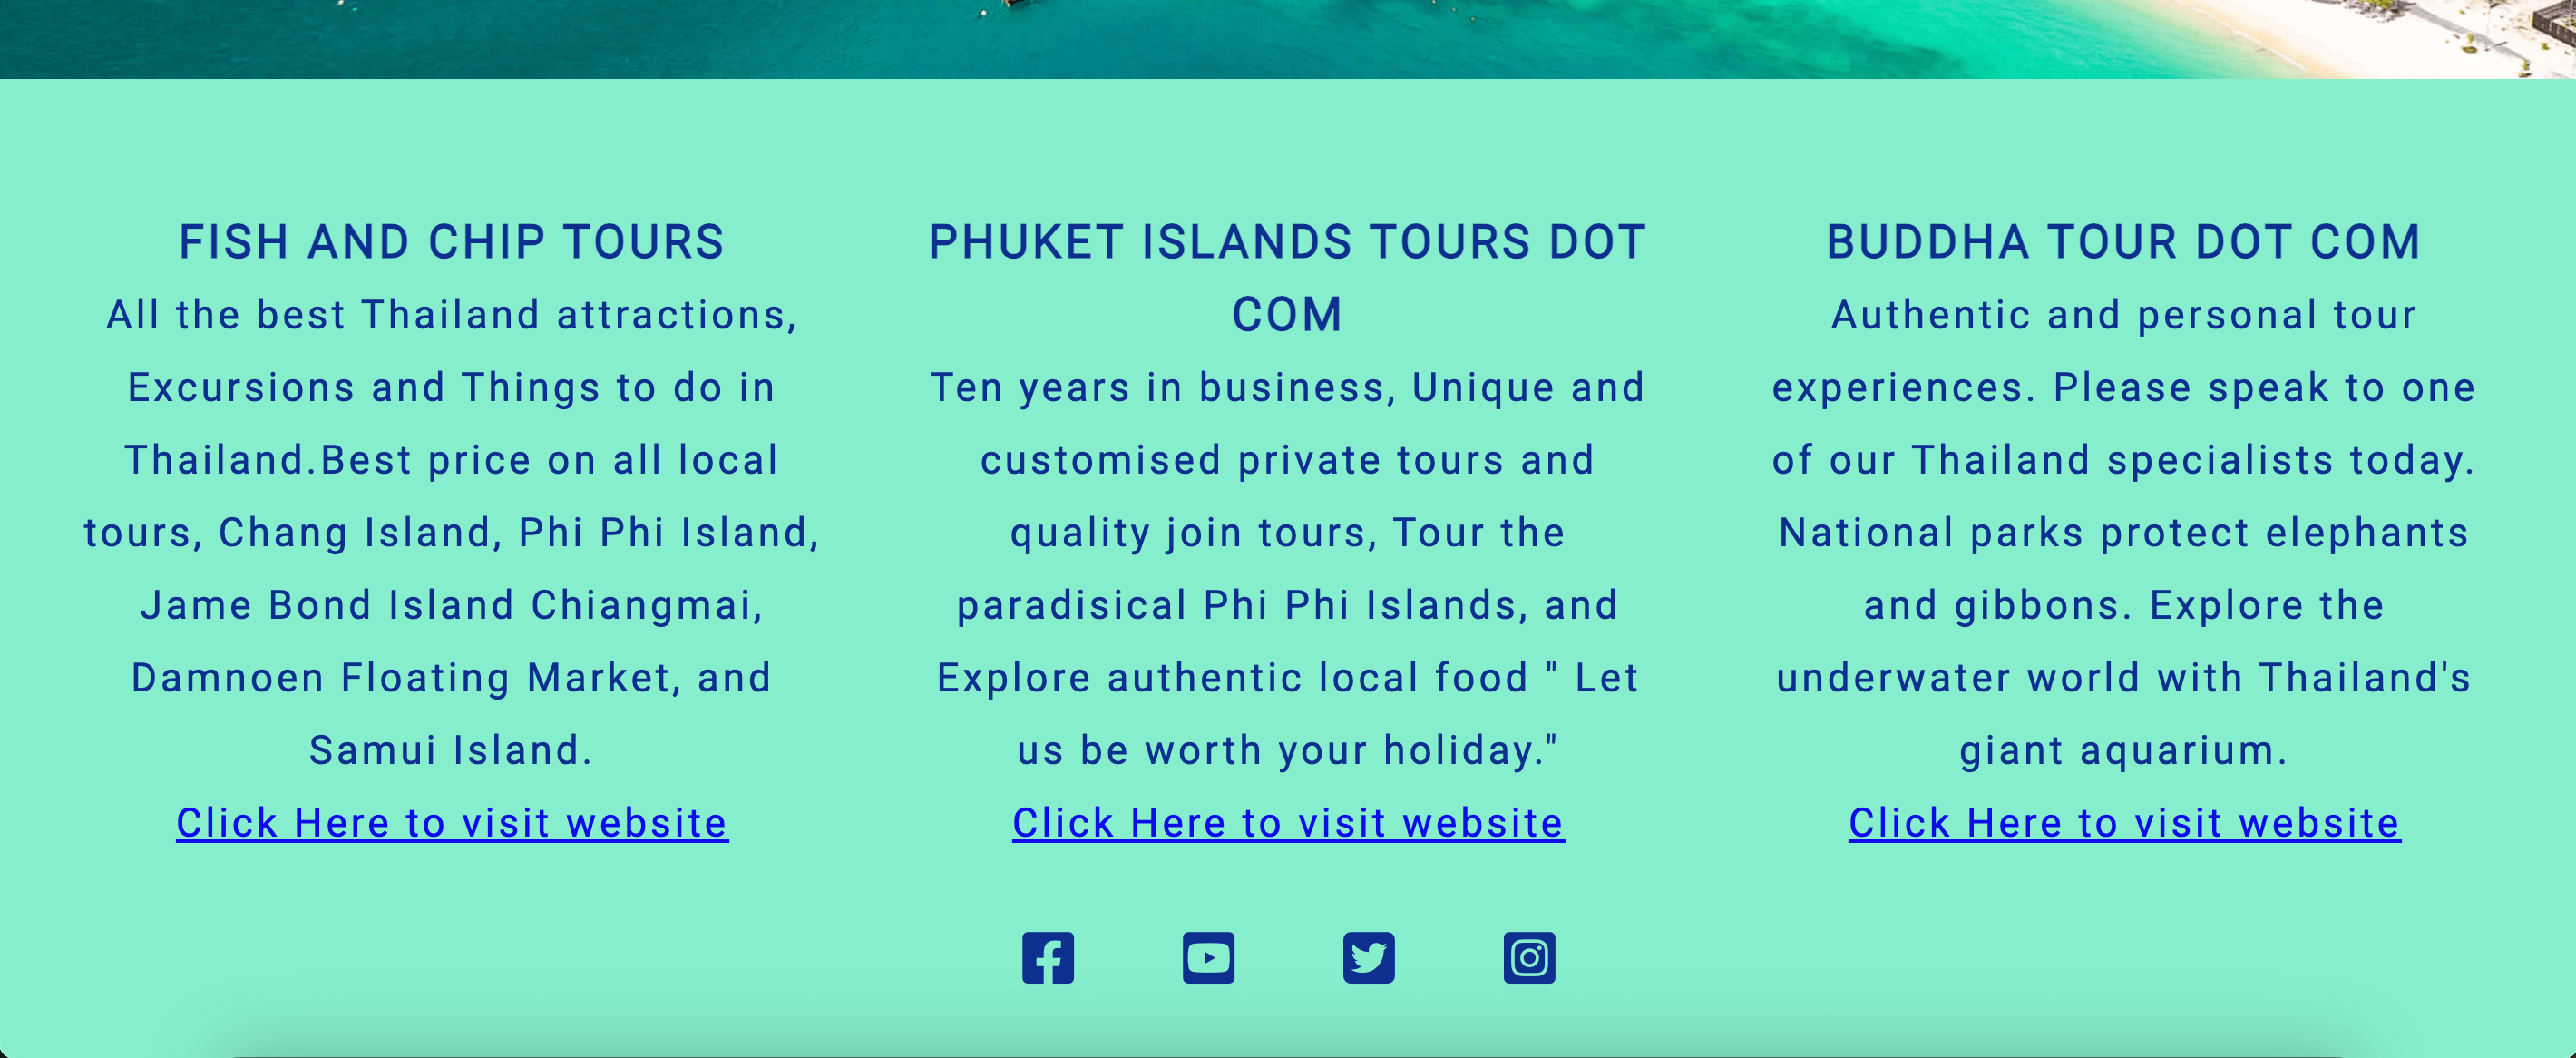 FISH AND CHIP TOURS
All the best Thailand attractions,
Excursions and Things to do in
Thailand.Best price on all local
tours, Chang Island, Phi Phi Island,
Jame Bond Island Chiangmai,
Damnoen Floating Market, and
Samui Island.
Click Here to visit website
PHUKET ISLANDS TOURS DOT
COM
Ten years in business, Unique and
customised private tours and
quality join tours, Tour the
paradisical Phi Phi Islands, and
Explore authentic local food " Let
us be worth your holiday."
Click Here to visit website
BUDDHA TOUR DOT COM
Authentic and personal tour
experiences. Please speak to one
of our Thailand specialists today.
National parks protect elephants
and gibbons. Explore the
underwater world with Thailand's
giant aquarium.
Click Here to visit website